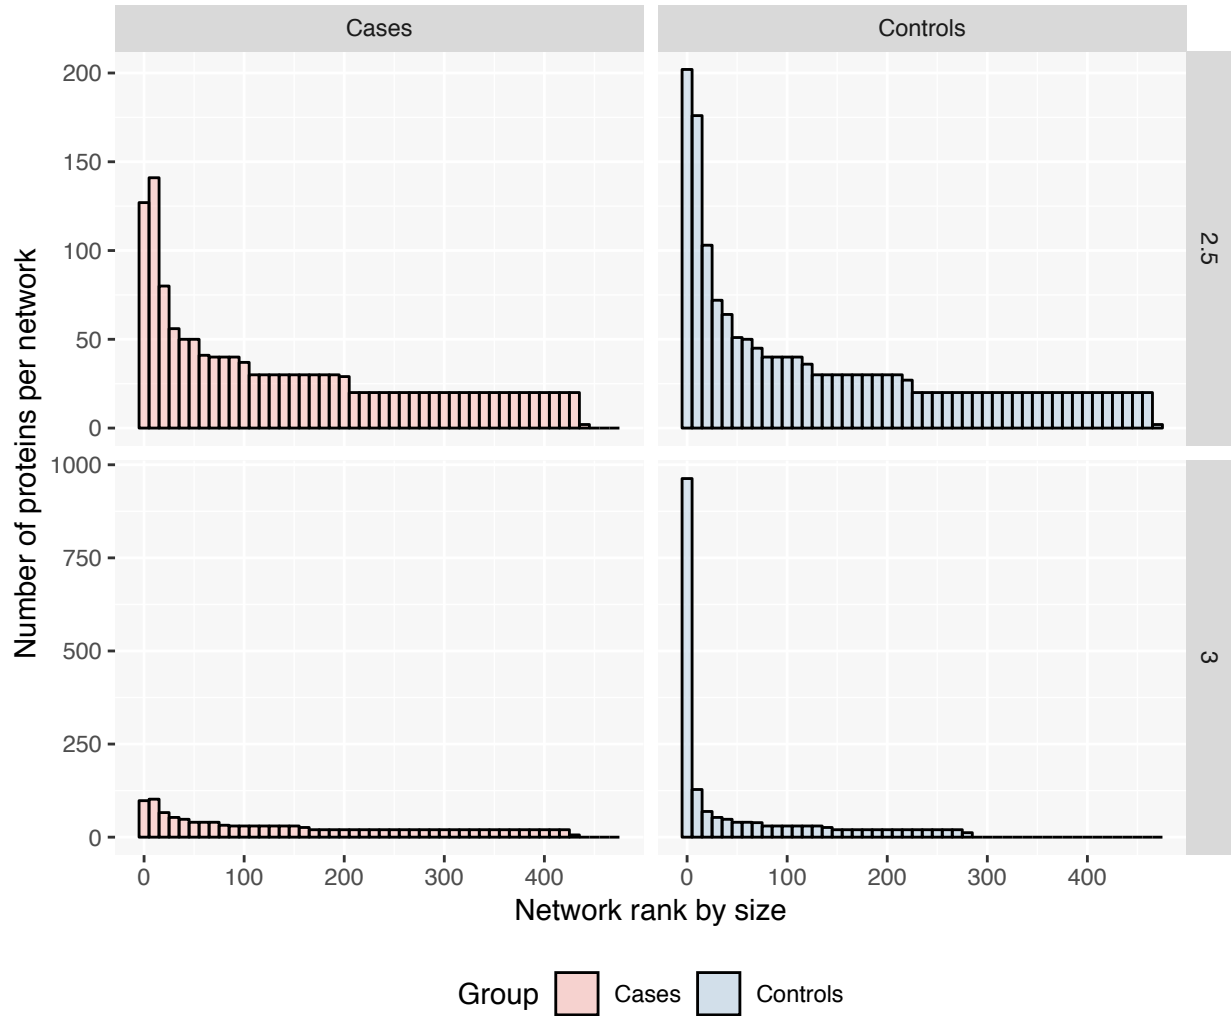 Cases Controls
200
150
100
50
0
2.5
1000
750
500
250
0
3
0 100 200 300 400 0 100 200 300 400
Number of proteins per network
Network rank by size
Group Cases Controls